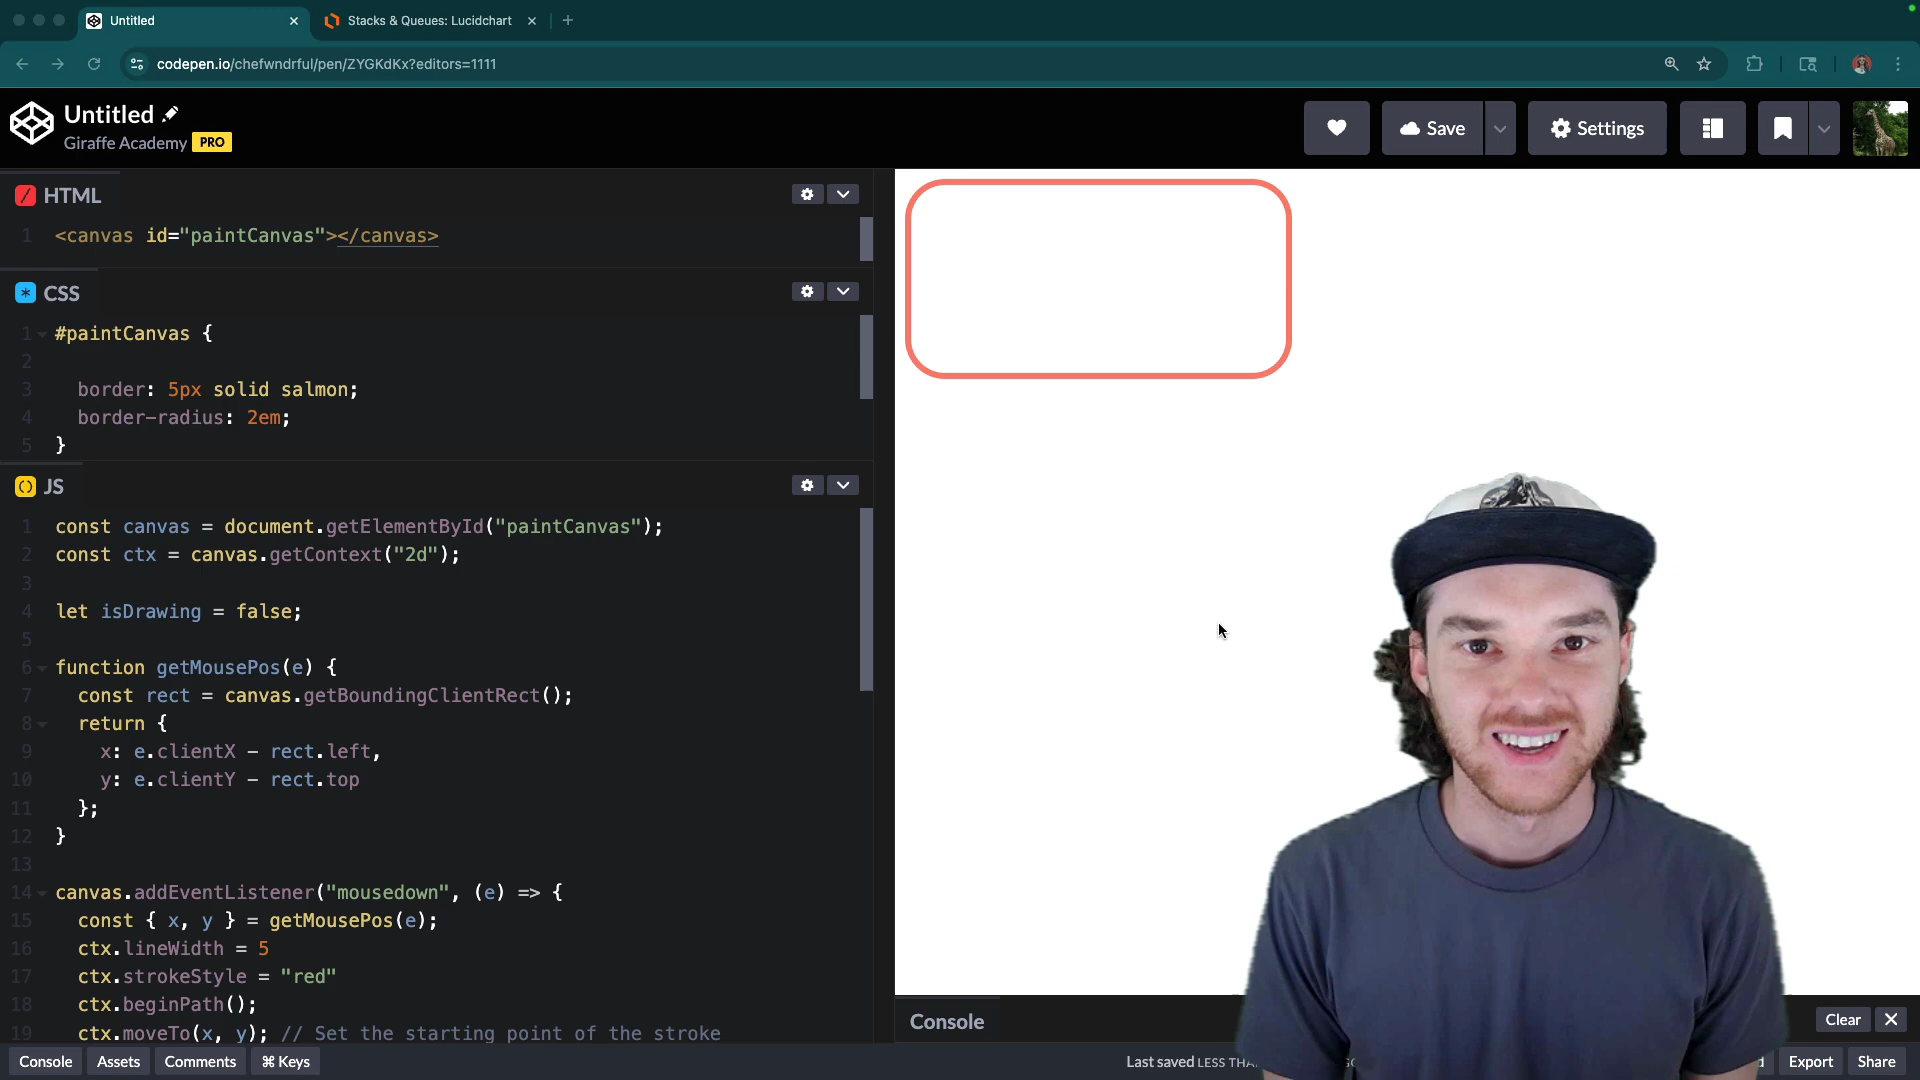 Untitled
Stacks & Queues: Lucidchart
codepen.io/chefwndrful/pen/ZYGKdKx?editors=1111
Untitled
Giraffe Academy PRO
Save
Settings
HTML
1 <canvas id="paintCanvas"></canvas>
CSS
1 #paintCanvas {
2
3 border: 5px solid salmon;
4 border-radius: 2em;
5 }
JS
1 const canvas = document.getElementById("paintCanvas");
2 const ctx = canvas.getContext("2d");
3
4 let isDrawing = false;
5
6 function getMousePos(e) {
7 const rect = canvas.getBoundingClientRect();
8 return {
9 x: e.clientX - rect.left,
10 y: e.clientY - rect.top
11 };
12 }
13
14 canvas.addEventListener("mousedown", (e) => {
15 const { x, y } = getMousePos(e);
16 ctx.lineWidth = 5
17 ctx.strokeStyle = "red"
18 ctx.beginPath();
19 ctx.moveTo(x, y); // Set the starting point of the stroke
Console
Clear
Console
Assets
Comments
⌘ Keys
Last saved LESS THA
Export
Share